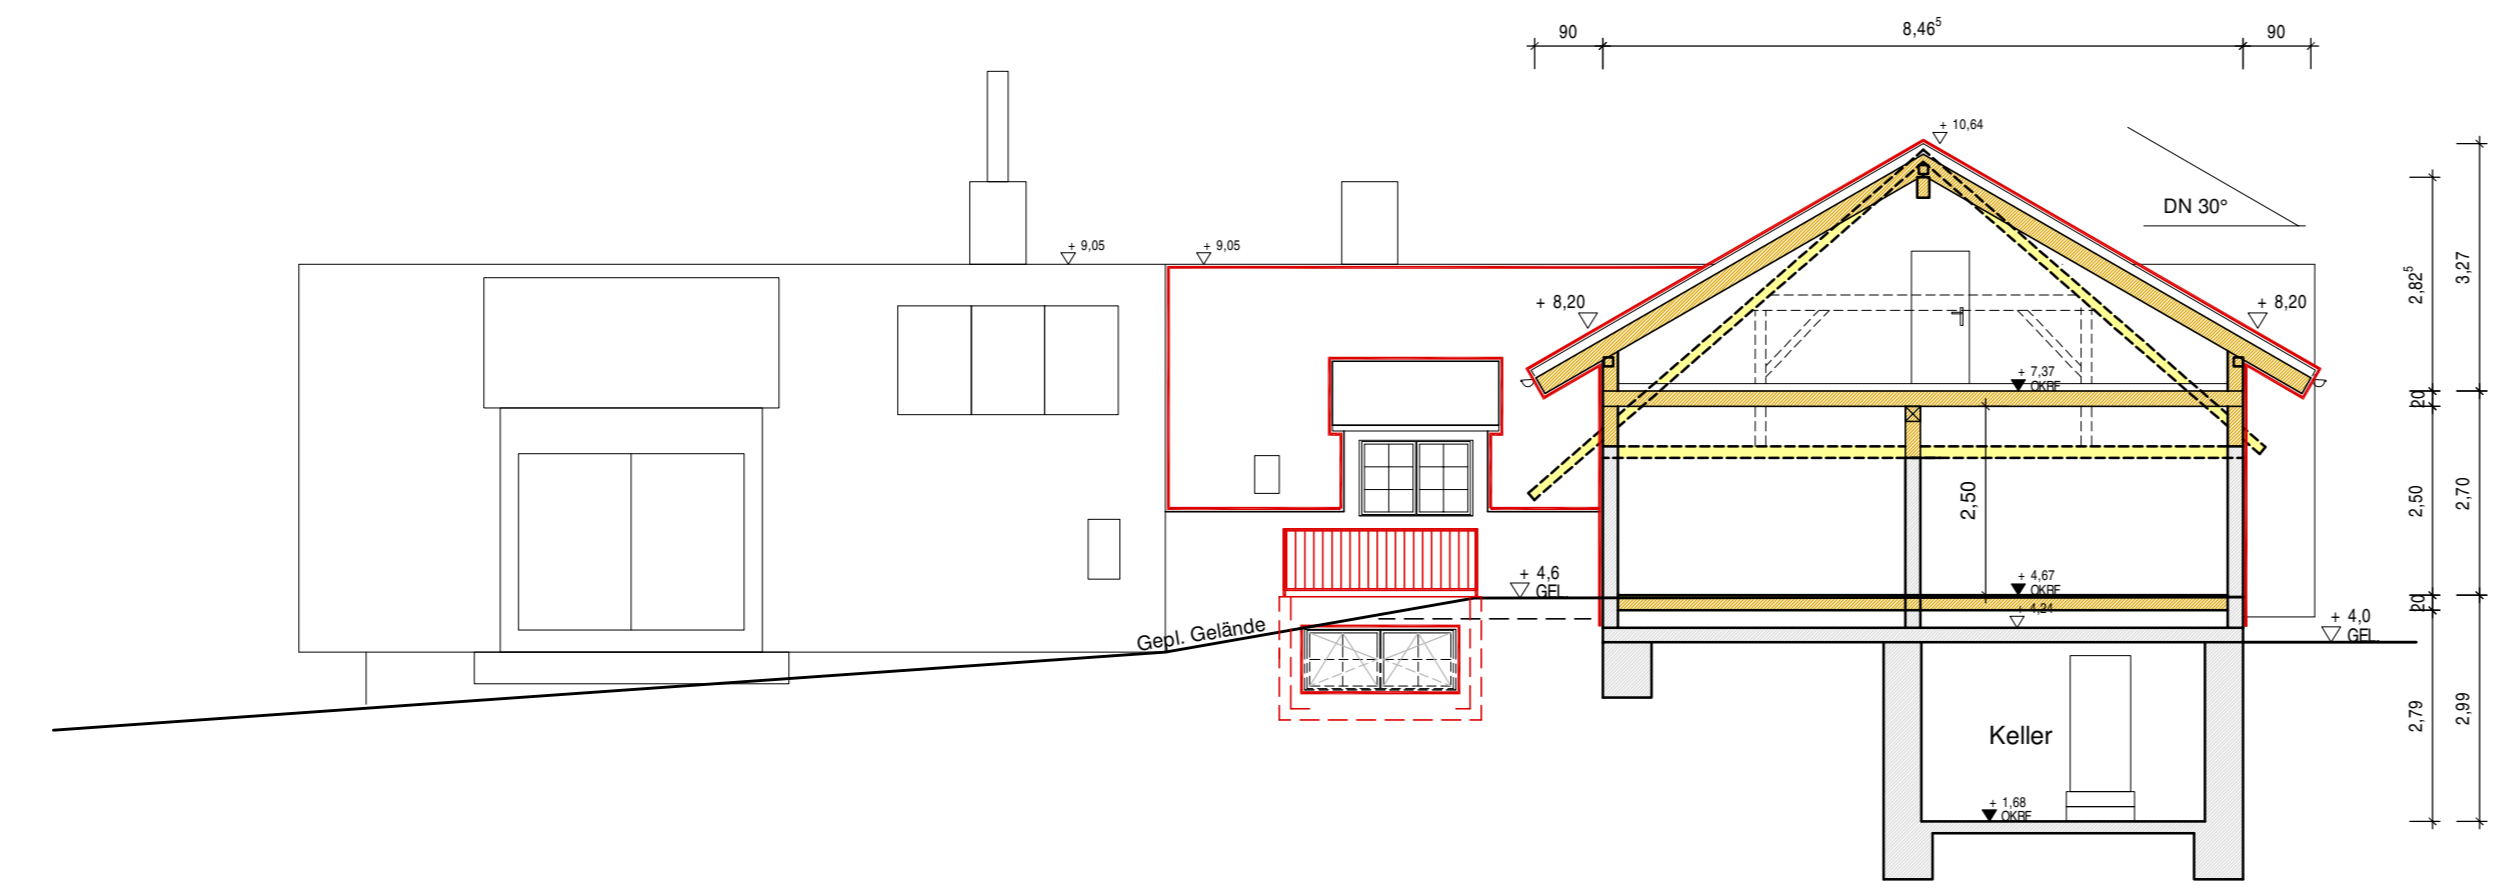 90
8,46⁵
90
+ 10,64
DN 30°
+ 9,05
+ 9,05
+ 8,20
+ 8,20
2,82⁵
3,27
+ 7,37
OKRF
20
2,50
2,50
2,70
+ 4,6
GEL.
+ 4,67
OKRF
20
+ 4,24
+ 4,0
GEL.
Gepl. Gelände
2,79
2,99
Keller
+ 1,68
OKRF